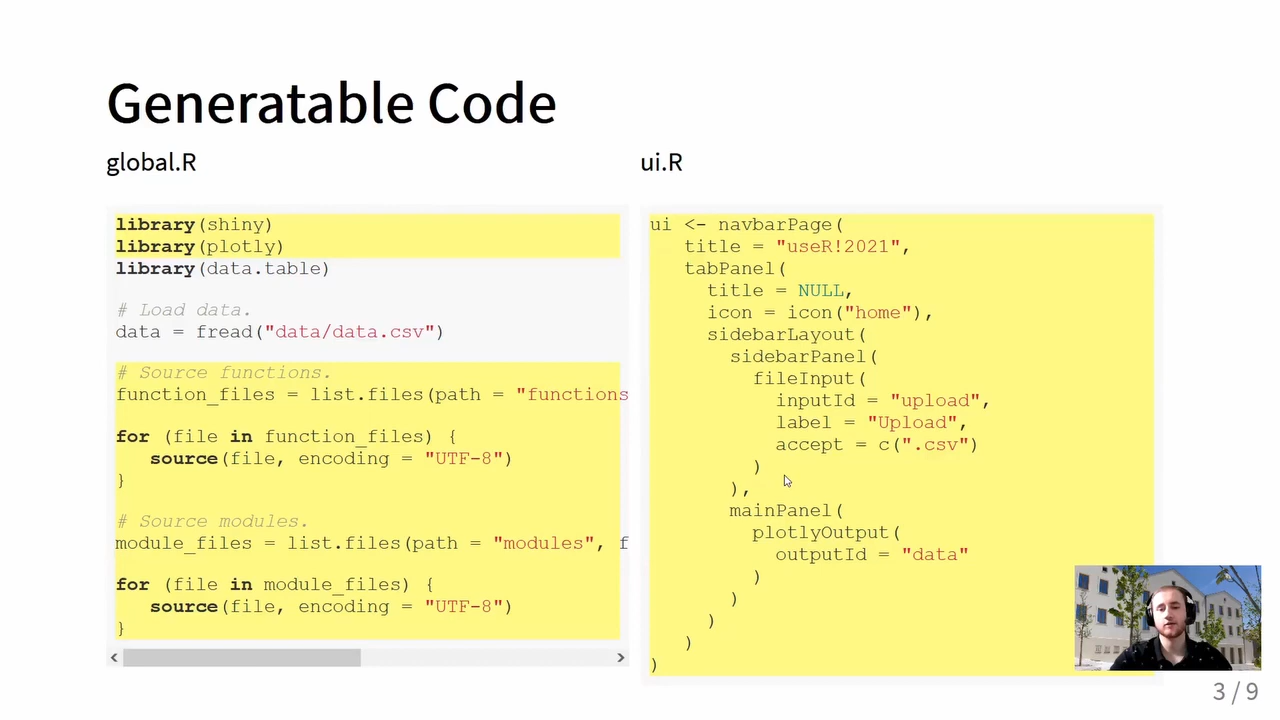 Generatable Code
global.R
library(shiny)
library(plotly)
library(data.table)
# Load data.
data = fread("data/data.csv")
# Source functions.
function_files = list.files(path = "functions
for (file in function_files) {
   source(file, encoding = "UTF-8")
}
# Source modules.
module_files = list.files(path = "modules", f
for (file in module_files) {
   source(file, encoding = "UTF-8")
}
ui.R
ui <- navbarPage(
   title = "useR!2021",
   tabPanel(
     title = NULL,
     icon = icon("home"),
     sidebarLayout(
       sidebarPanel(
         fileInput(
           inputId = "upload",
           label = "Upload",
           accept = c(".csv")
         )
       ),
       mainPanel(
         plotlyOutput(
           outputId = "data"
         )
       )
     )
   )
)
3 / 9